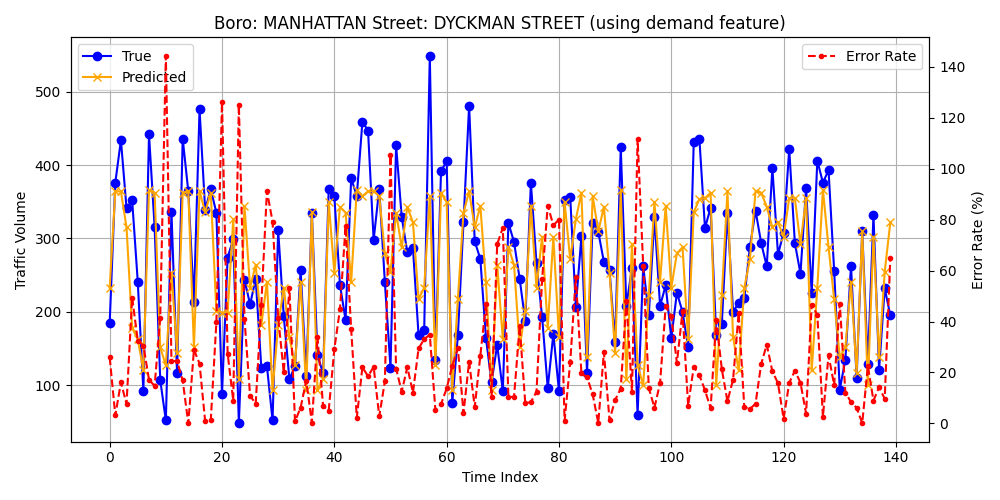 Boro: MANHATTAN Street: DYCKMAN STREET (using demand feature)
True
Predicted
Error Rate
Traffic Volume
500
400
300
200
100
Error Rate (%)
140
120
100
80
60
40
20
0
0 20 40 60 80 100 120 140
Time Index